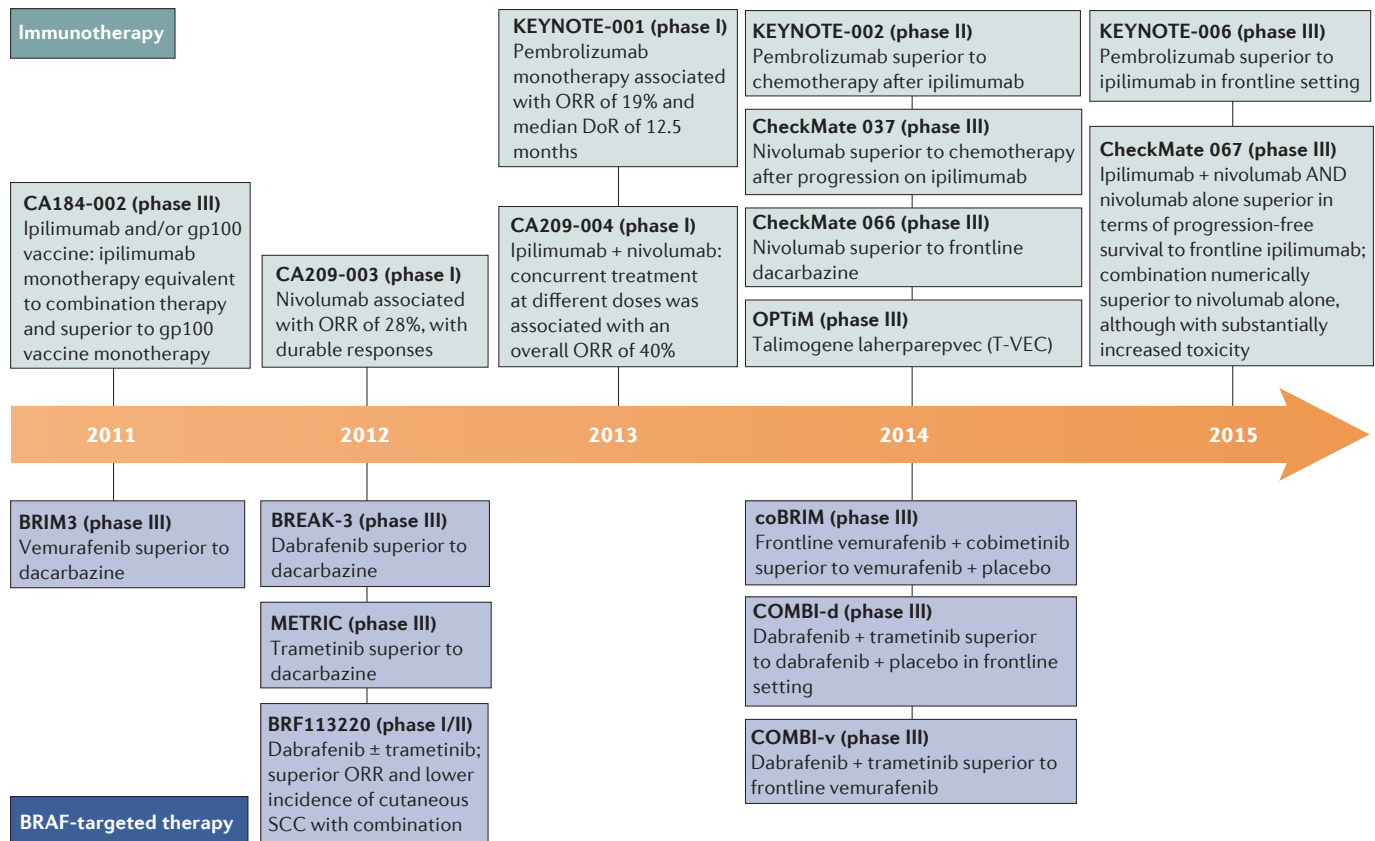 Immunotherapy
KEYNOTE-001 (phase I)
Pembrolizumab
monotherapy associated
with ORR of 19% and
median DoR of 12.5
months
KEYNOTE-002 (phase II)
Pembrolizumab superior to
chemotherapy after ipilimumab
KEYNOTE-006 (phase III)
Pembrolizumab superior to
ipilimumab in frontline setting
CheckMate 037 (phase III)
Nivolumab superior to chemotherapy
after progression on ipilimumab
CheckMate 067 (phase III)
Ipilimumab + nivolumab AND
nivolumab alone superior in
terms of progression-free
survival to frontline ipilimumab;
combination numerically
superior to nivolumab alone,
although with substantially
increased toxicity
CA184-002 (phase III)
Ipilimumab and/or gp100
vaccine: ipilimumab
monotherapy equivalent
to combination therapy
and superior to gp100
vaccine monotherapy
CA209-003 (phase I)
Nivolumab associated
with ORR of 28%, with
durable responses
CA209-004 (phase I)
Ipilimumab + nivolumab:
concurrent treatment
at different doses was
associated with an
overall ORR of 40%
CheckMate 066 (phase III)
Nivolumab superior to frontline
dacarbazine
OPTiM (phase III)
Talimogene laherparepvec (T-VEC)
2011
2012
2013
2014
2015
BRIM3 (phase III)
Vemurafenib superior to
dacarbazine
BREAK-3 (phase III)
Dabrafenib superior to
dacarbazine
METRIC (phase III)
Trametinib superior to
dacarbazine
BRF113220 (phase I/II)
Dabrafenib ± trametinib;
superior ORR and lower
incidence of cutaneous
SCC with combination
coBRIM (phase III)
Frontline vemurafenib + cobimetinib
superior to vemurafenib + placebo
COMBI-d (phase III)
Dabrafenib + trametinib superior
to dabrafenib + placebo in frontline
setting
COMBI-v (phase III)
Dabrafenib + trametinib superior to
frontline vemurafenib
BRAF-targeted therapy